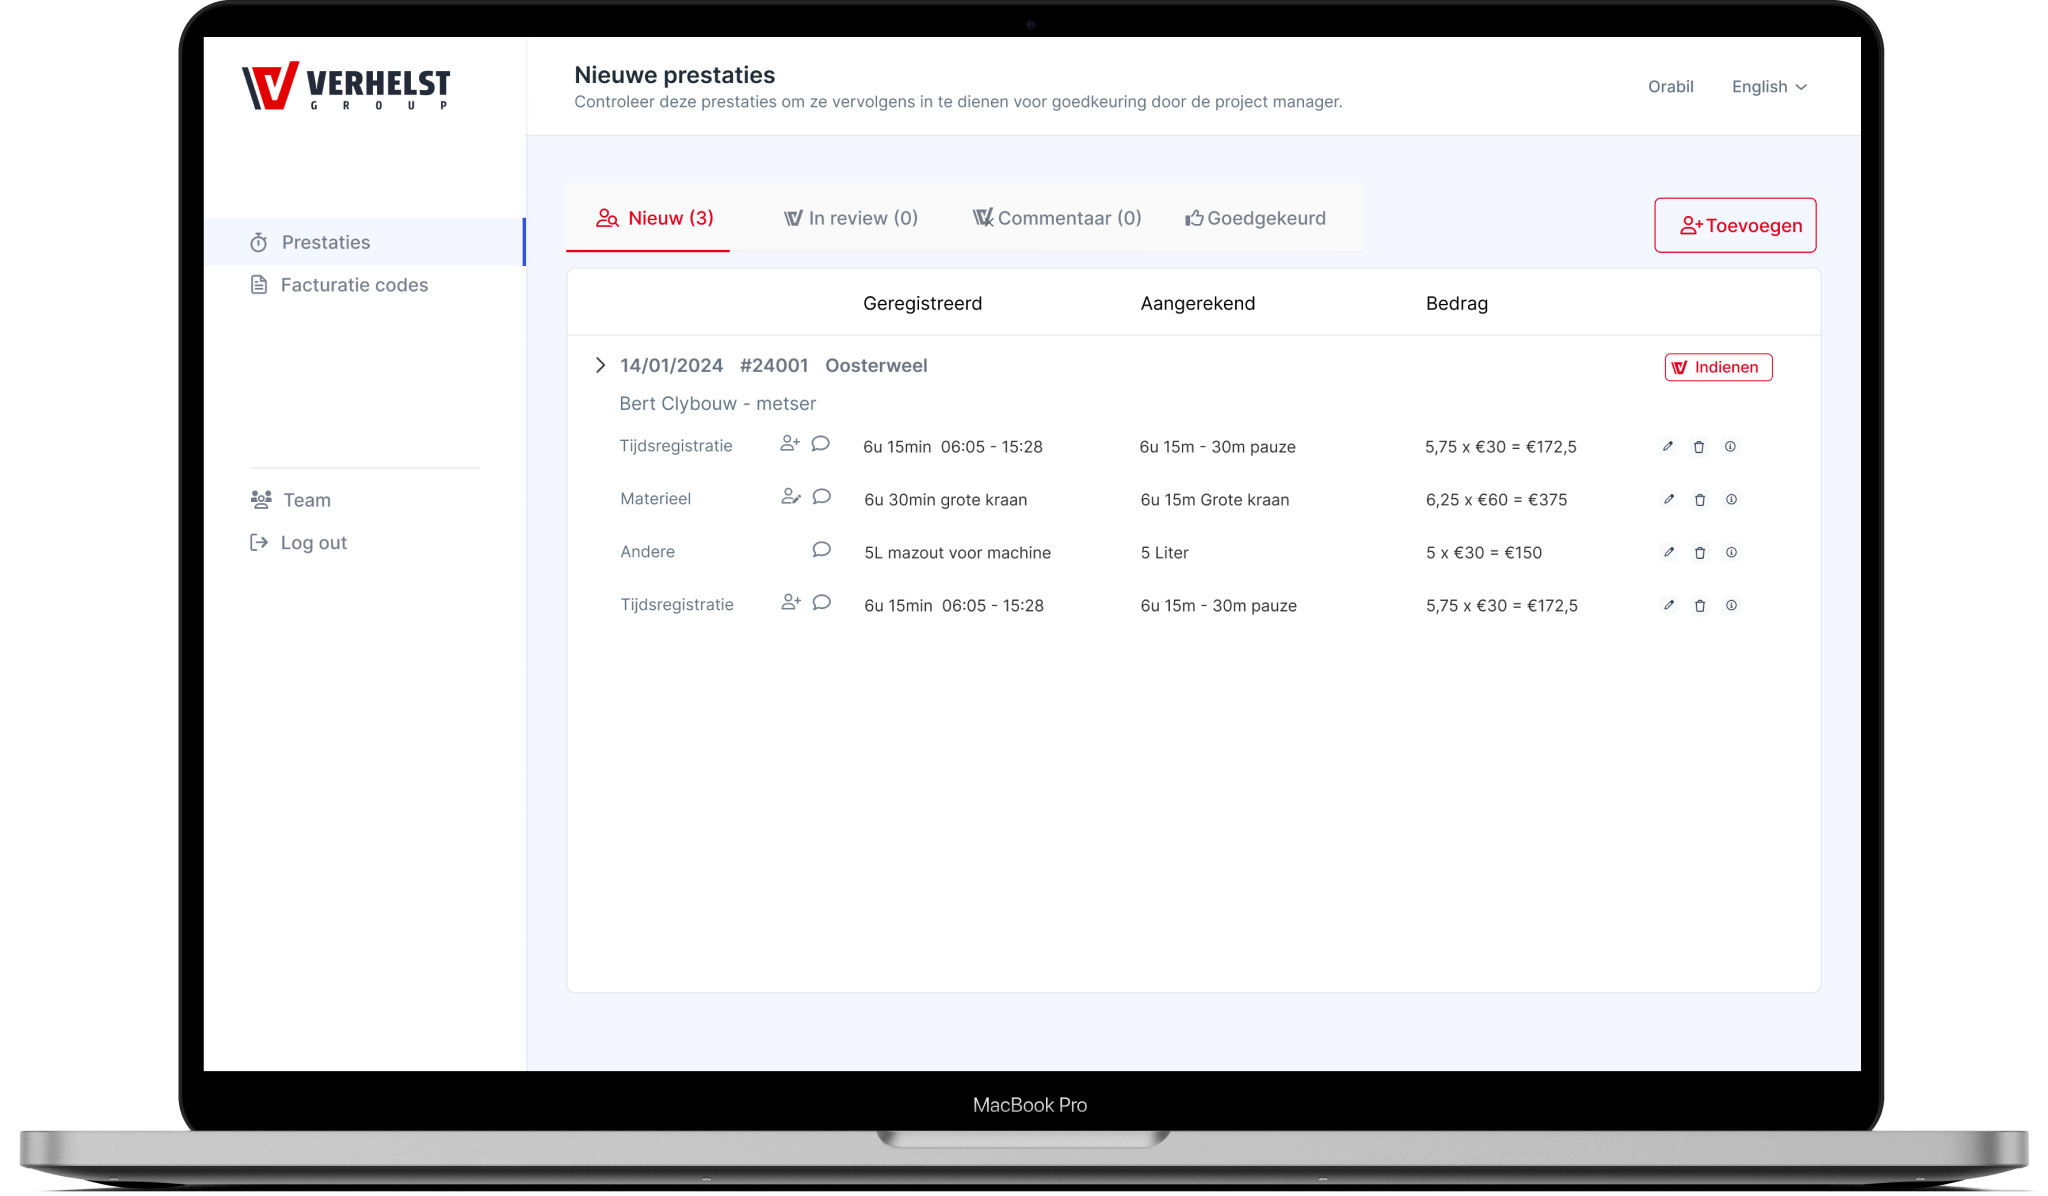 VERHELST
GROUP
Nieuwe prestaties
Controleer deze prestaties om ze vervolgens in te dienen voor goedkeuring door de project manager.
Orabil
English
Prestaties
Facturatie codes
Team
Log out
Nieuw (3)
In review (0)
Commentaar (0)
Goedgekeurd
Toevoegen
Geregistreerd
Aangerekend
Bedrag
14/01/2024 #24001 Oosterweel
Indienen
Bert Clybouw - metser
Tijdsregistratie 6u 15min 06:05 - 15:28 6u 15m - 30m pauze 5,75 x €30 = €172,5
Materieel 6u 30min grote kraan 6u 15m Grote kraan 6,25 x €60 = €375
Andere 5L mazout voor machine 5 Liter 5 x €30 = €150
Tijdsregistratie 6u 15min 06:05 - 15:28 6u 15m - 30m pauze 5,75 x €30 = €172,5
MacBook Pro